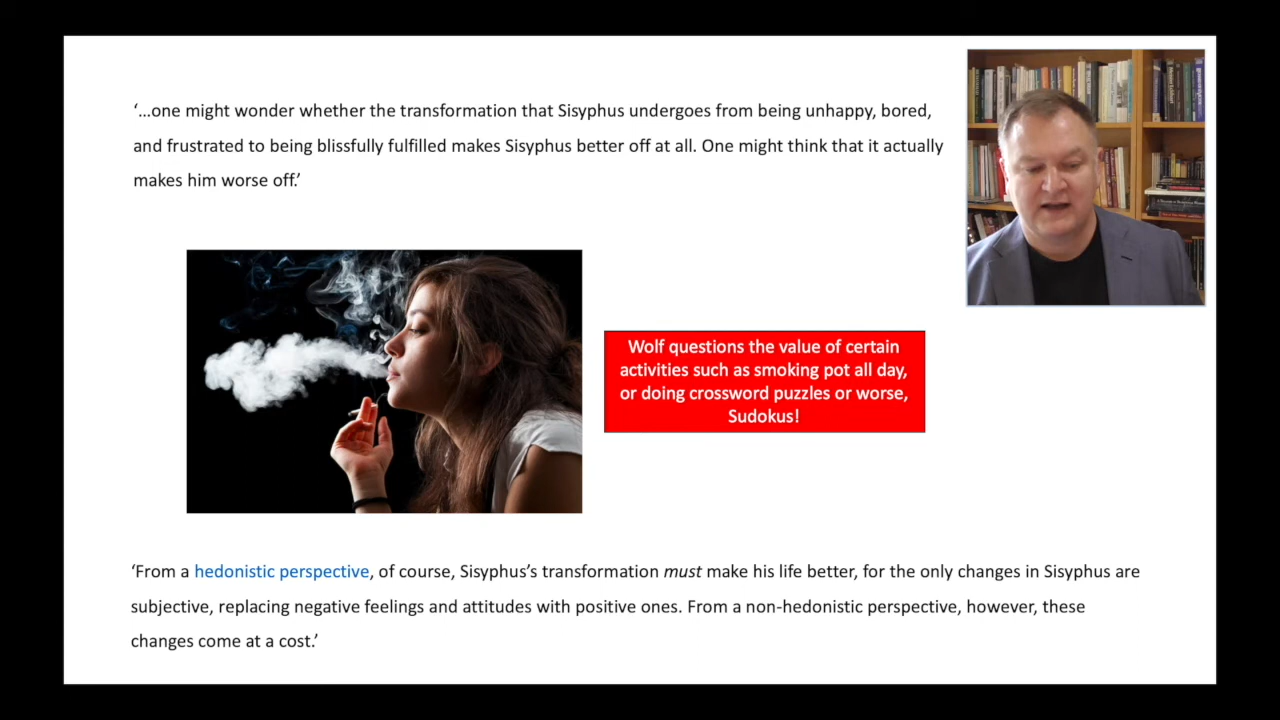 ‘…one might wonder whether the transformation that Sisyphus undergoes from being unhappy, bored,
and frustrated to being blissfully fulfilled makes Sisyphus better off at all. One might think that it actually
makes him worse off.’
Wolf questions the value of certain
activities such as smoking pot all day,
or doing crossword puzzles or worse,
Sudokus!
‘From a hedonistic perspective, of course, Sisyphus’s transformation must make his life better, for the only changes in Sisyphus are
subjective, replacing negative feelings and attitudes with positive ones. From a non-hedonistic perspective, however, these
changes come at a cost.’